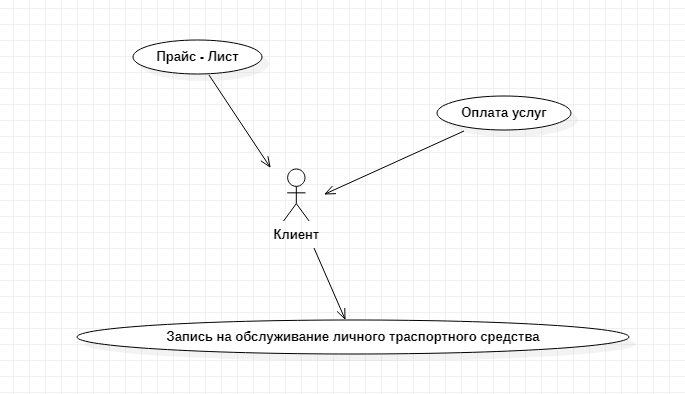 Прайс - Лист
Оплата услуг
Клиент
Запись на обслуживание личного траспортного средства